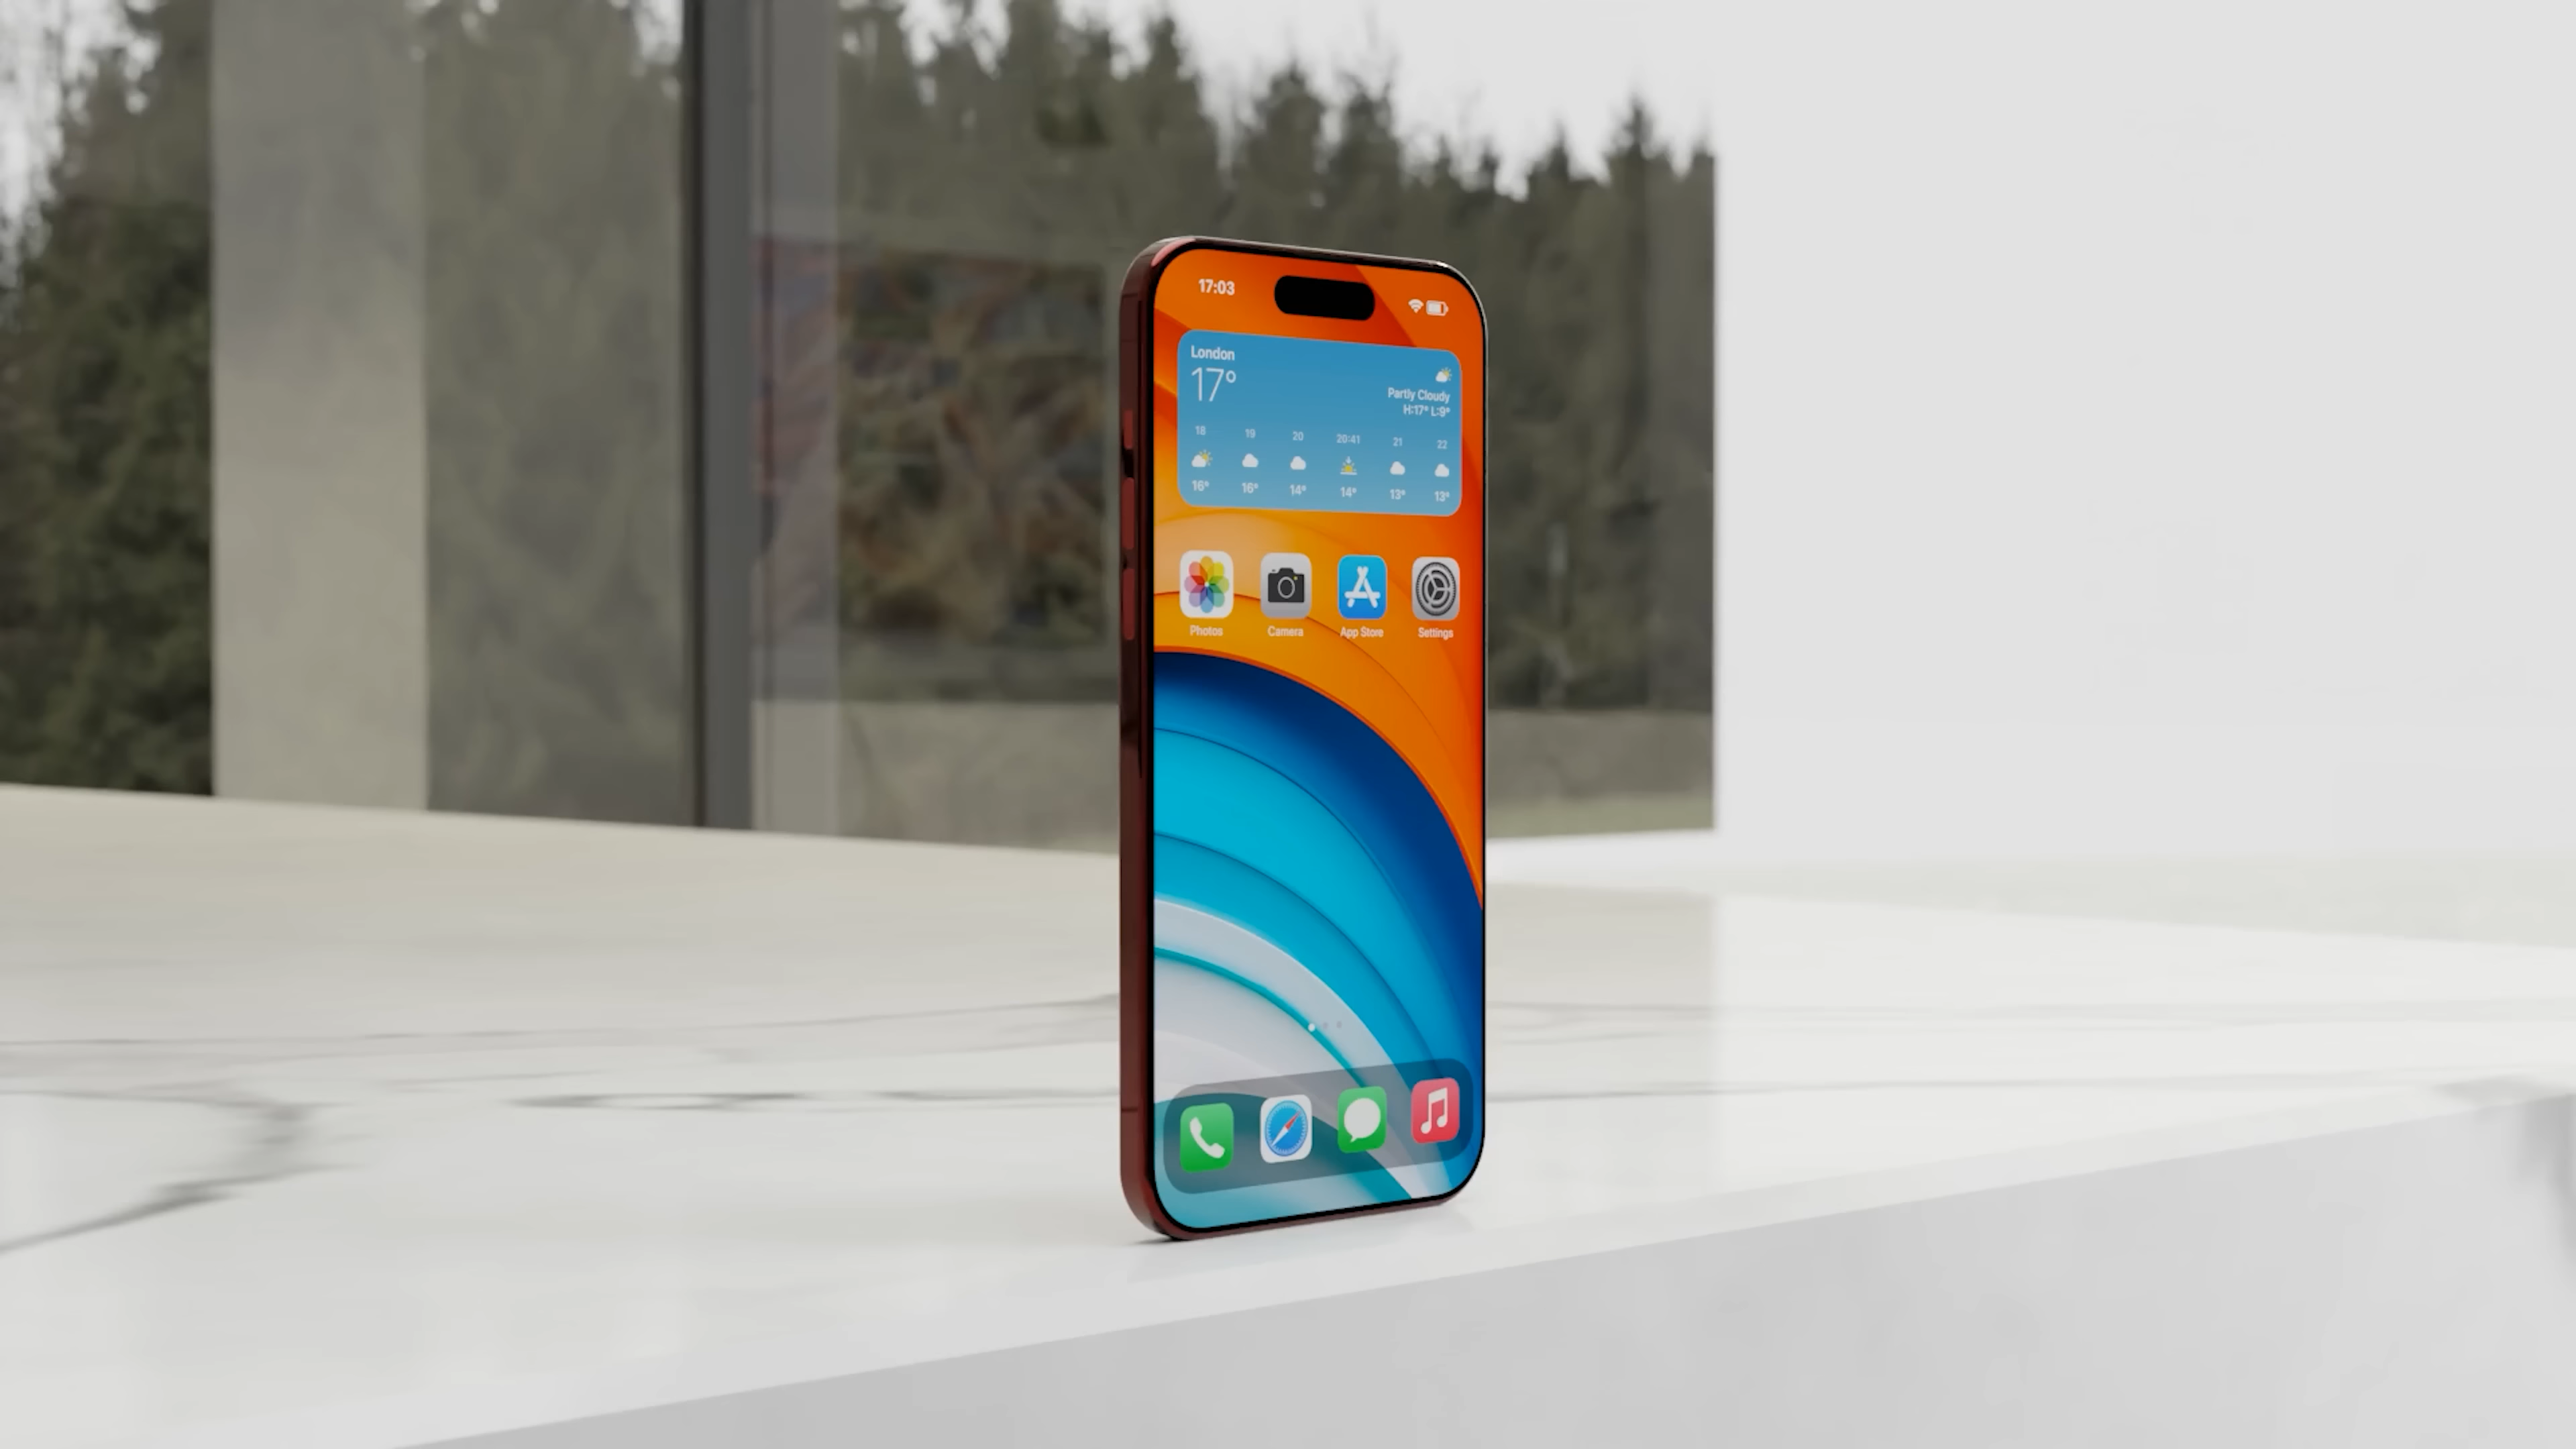 17:03
London
17°
Partly Cloudy
H:17° L:9°
18 19 20 20:41 21 22
16° 16° 14° 14° 13° 13°
Photos Camera App Store Settings